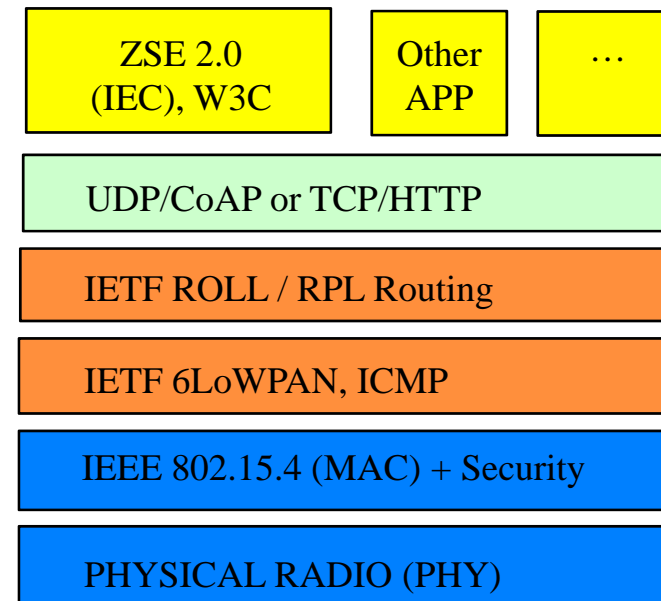 ZSE 2.0
(IEC), W3C
Other
APP
…
UDP/CoAP or TCP/HTTP
IETF ROLL / RPL Routing
IETF 6LoWPAN, ICMP
IEEE 802.15.4 (MAC) + Security
PHYSICAL RADIO (PHY)